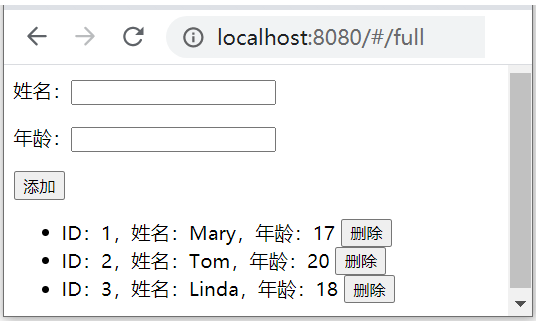 localhost:8080/#/full
姓名：
年龄：
添加
ID：1，姓名：Mary，年龄：17 删除
ID：2，姓名：Tom，年龄：20 删除
ID：3，姓名：Linda，年龄：18 删除